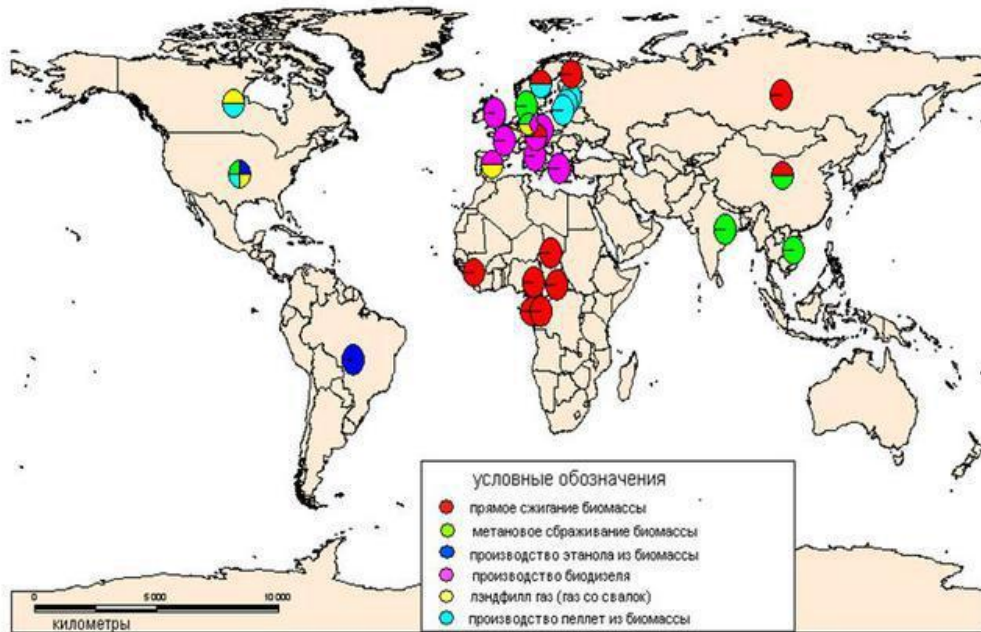 условные обозначения
прямое сжигание биомассы
метановое сбраживание биомассы
производство этанола из биомассы
производство биодизеля
лэндфилл газ (газ со свалок)
производство пеллет из биомассы
0 5 000 10 000
километры